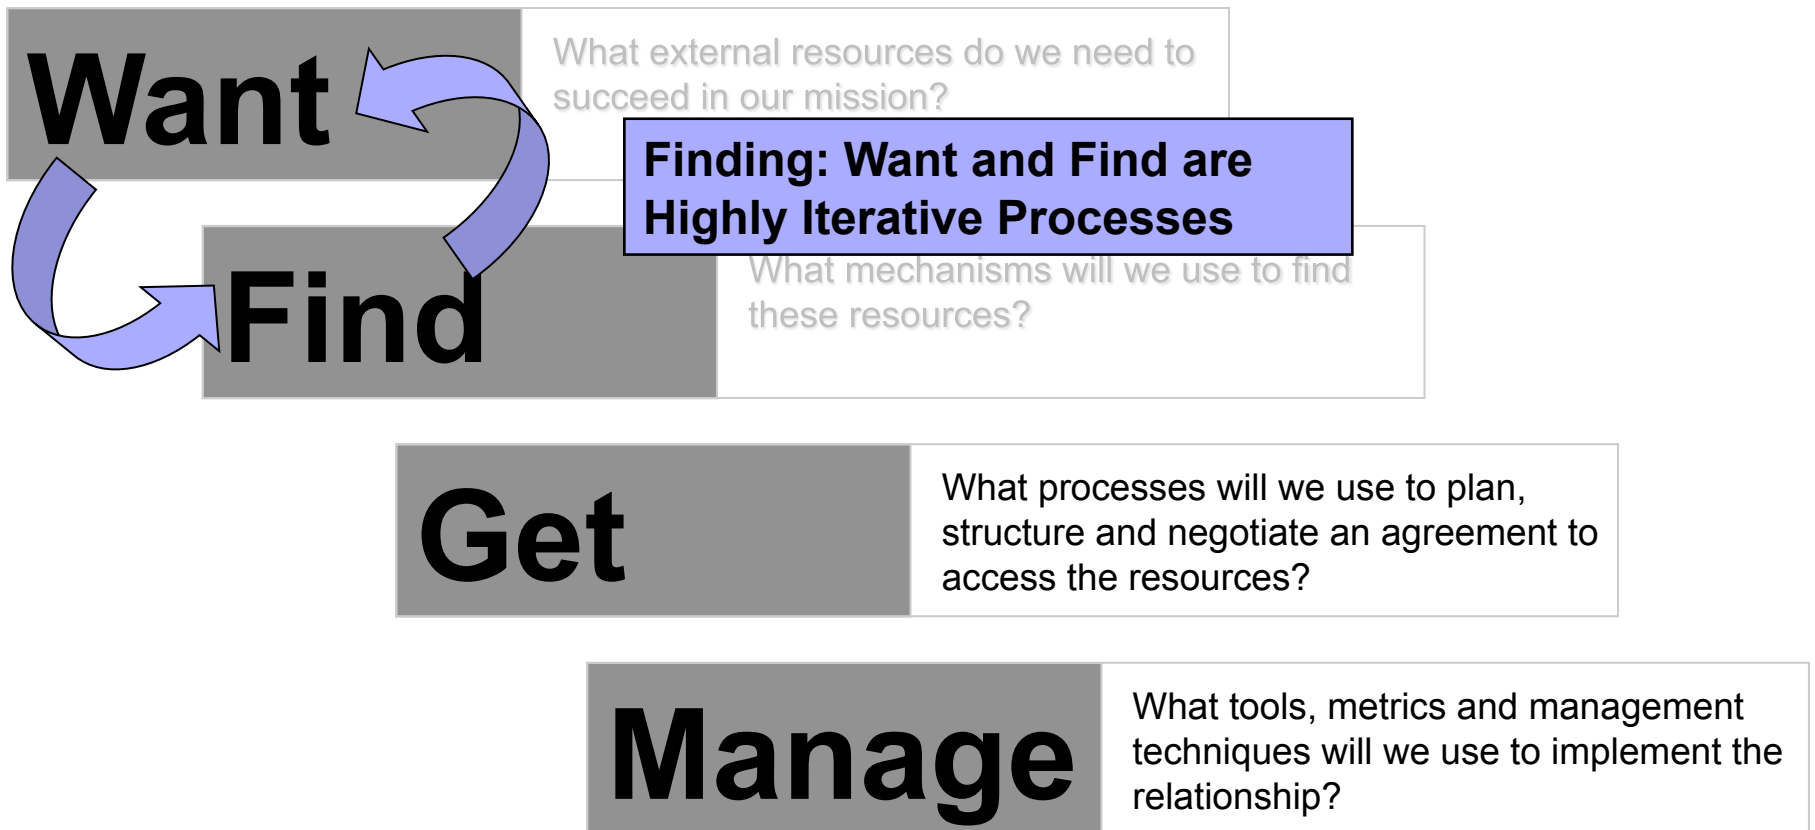 Want
What external resources do we need to
succeed in our mission?
Finding: Want and Find are
Highly Iterative Processes
Find
What mechanisms will we use to find
these resources?
Get
What processes will we use to plan,
structure and negotiate an agreement to
access the resources?
Manage
What tools, metrics and management
techniques will we use to implement the
relationship?